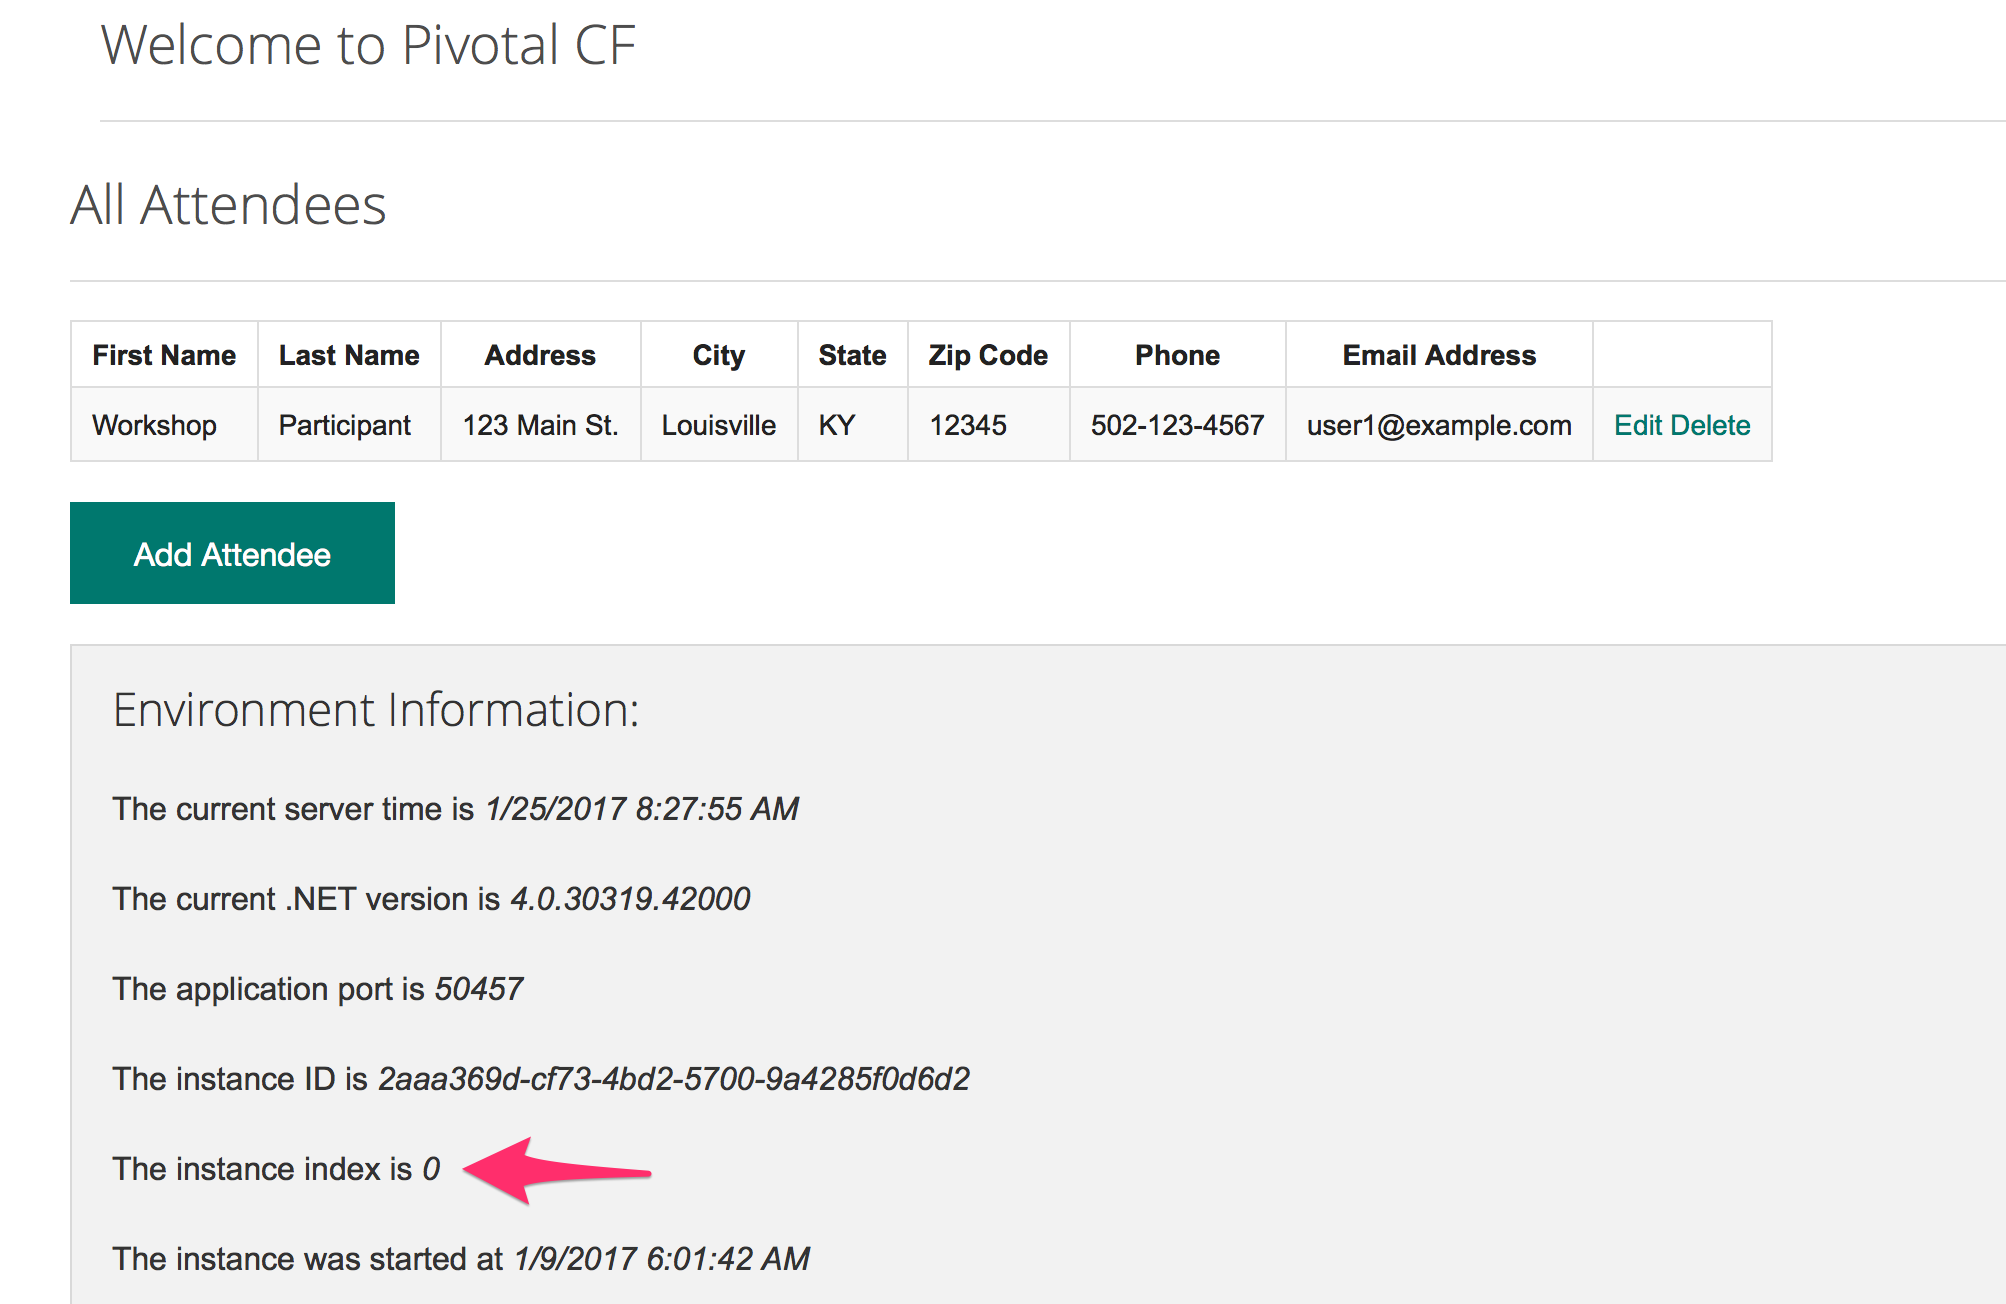 Welcome to Pivotal CF
All Attendees
First Name Last Name Address City State Zip Code Phone Email Address
Workshop Participant 123 Main St. Louisville KY 12345 502-123-4567 user1@example.com Edit Delete
Add Attendee
Environment Information:
The current server time is 1/25/2017 8:27:55 AM
The current .NET version is 4.0.30319.42000
The application port is 50457
The instance ID is 2aaa369d-cf73-4bd2-5700-9a4285f0d6d2
The instance index is 0
The instance was started at 1/9/2017 6:01:42 AM